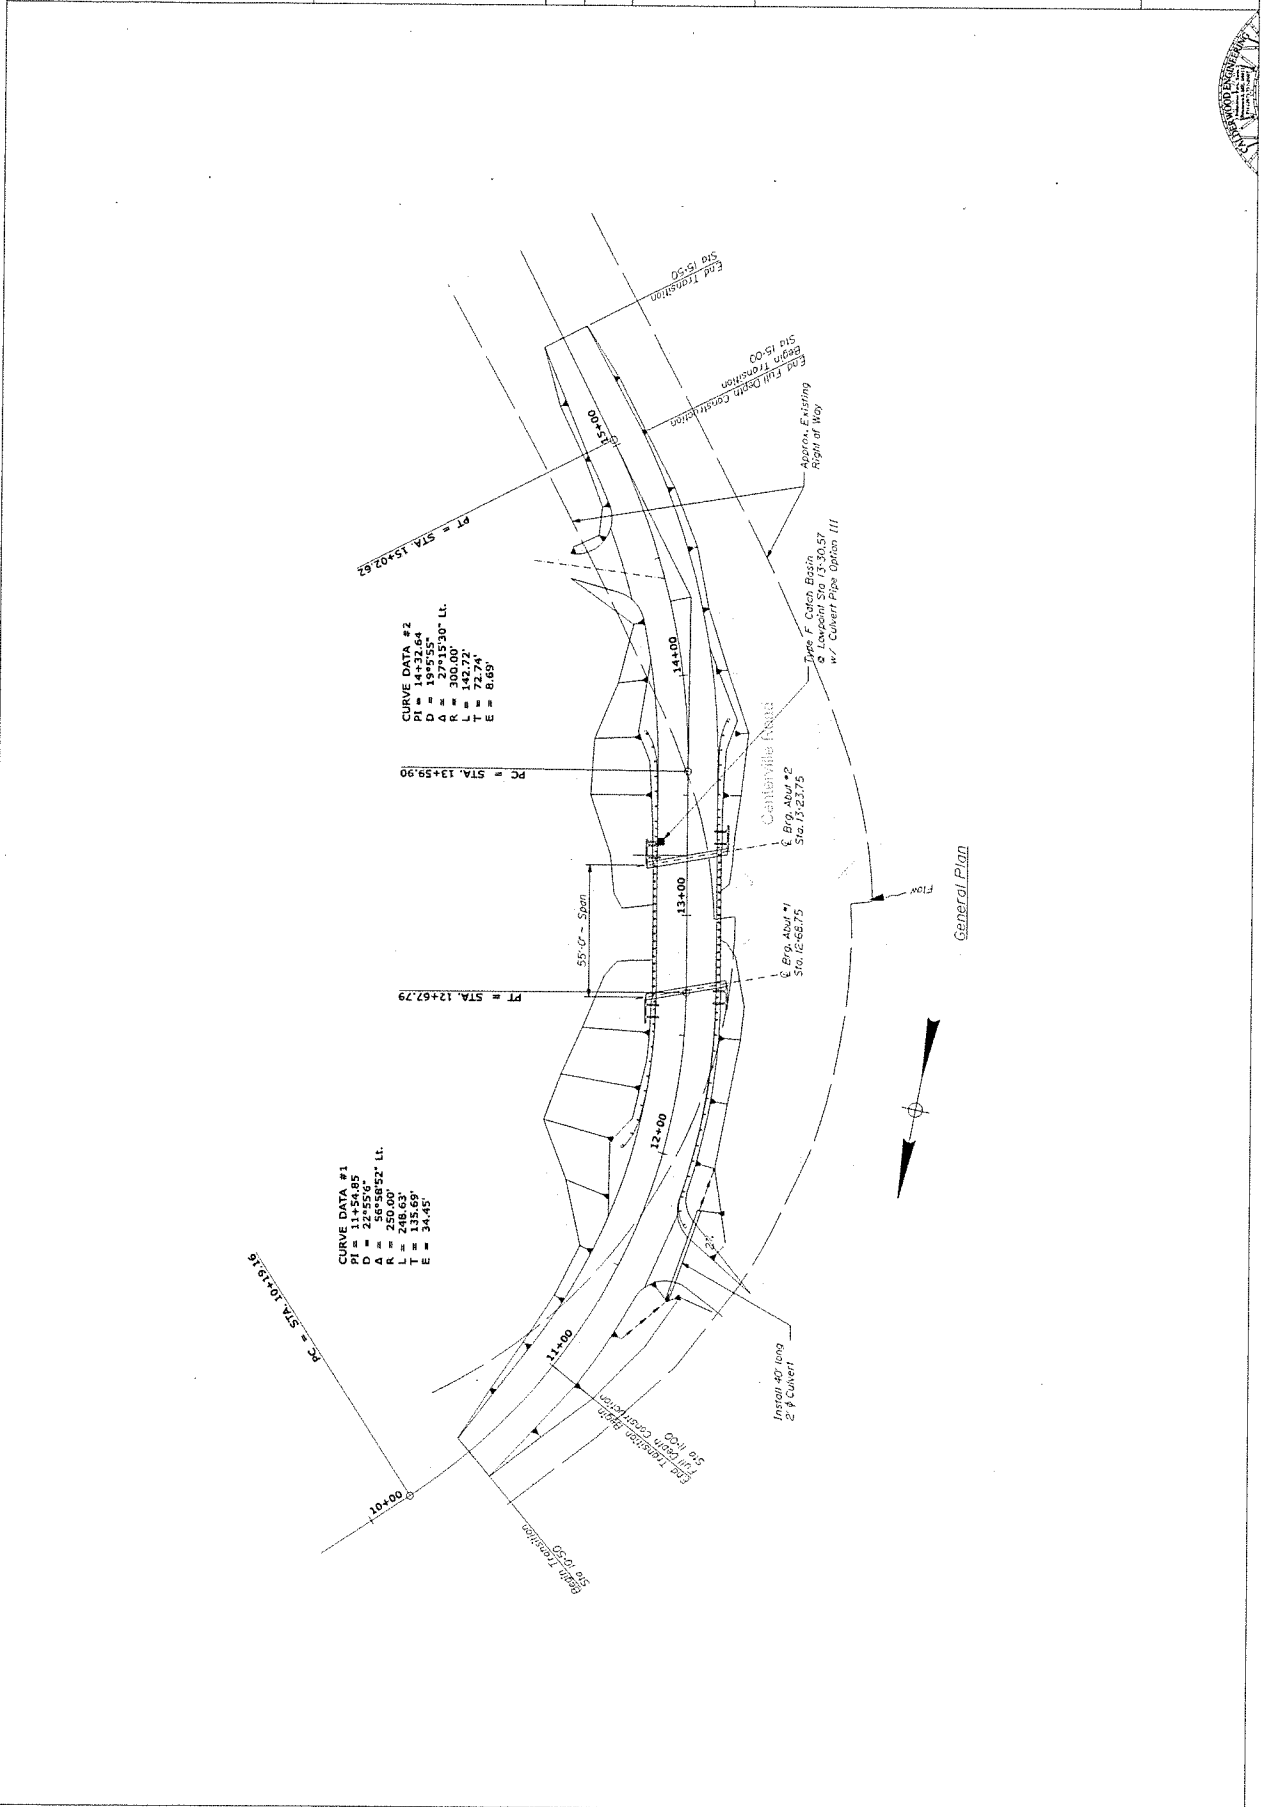 CALDERWOOD ENGINEERING
End Transition
Sta 15+50
End Full Depth Construction
Begin Transition
Sta 15+00
Approx. Existing
Right of Way
15+00
PT = STA. 15+02.62
CURVE DATA #2
PI = 14+32.64
D = 19°5'55"
Δ = 27°15'30" Lt.
R = 300.00'
L = 142.72'
T = 72.74'
E = 8.69'
Type F Catch Basin
@ Lowpoint Sta 13+30.57
w/ Culvert Pipe Option III
14+00
PC = STA. 13+59.90
Centerville Road
℄ Brg. Abut #2
Sta. 13+23.75
13+00
55'-0" - Span
℄ Brg. Abut #1
Sta. 12+68.75
PT = STA. 12+67.79
Flow
General Plan
12+00
CURVE DATA #1
PI = 11+54.85
D = 22°55'6"
Δ = 56°58'52" Lt.
R = 250.00'
L = 248.63'
T = 135.69'
E = 34.45'
PC = STA. 10+19.16
Install 40' long
2' ϕ Culvert
11+00
End Transition Begin
Full Depth Construction
Sta 11+00
10+00
Begin Transition
Sta 10+50